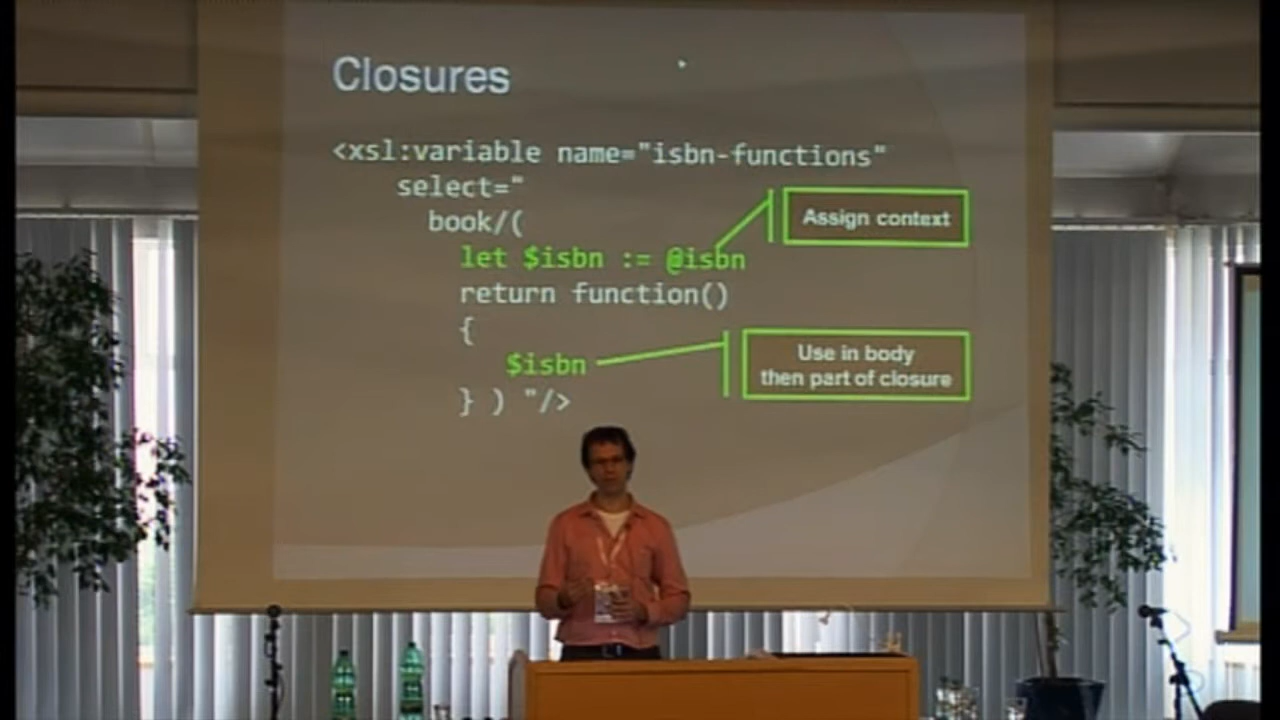 Closures
<xsl:variable name="isbn-functions"
select="
book/(
let $isbn := @isbn
return function()
{
$isbn
} ) "/>
Assign context
Use in body
then part of closure